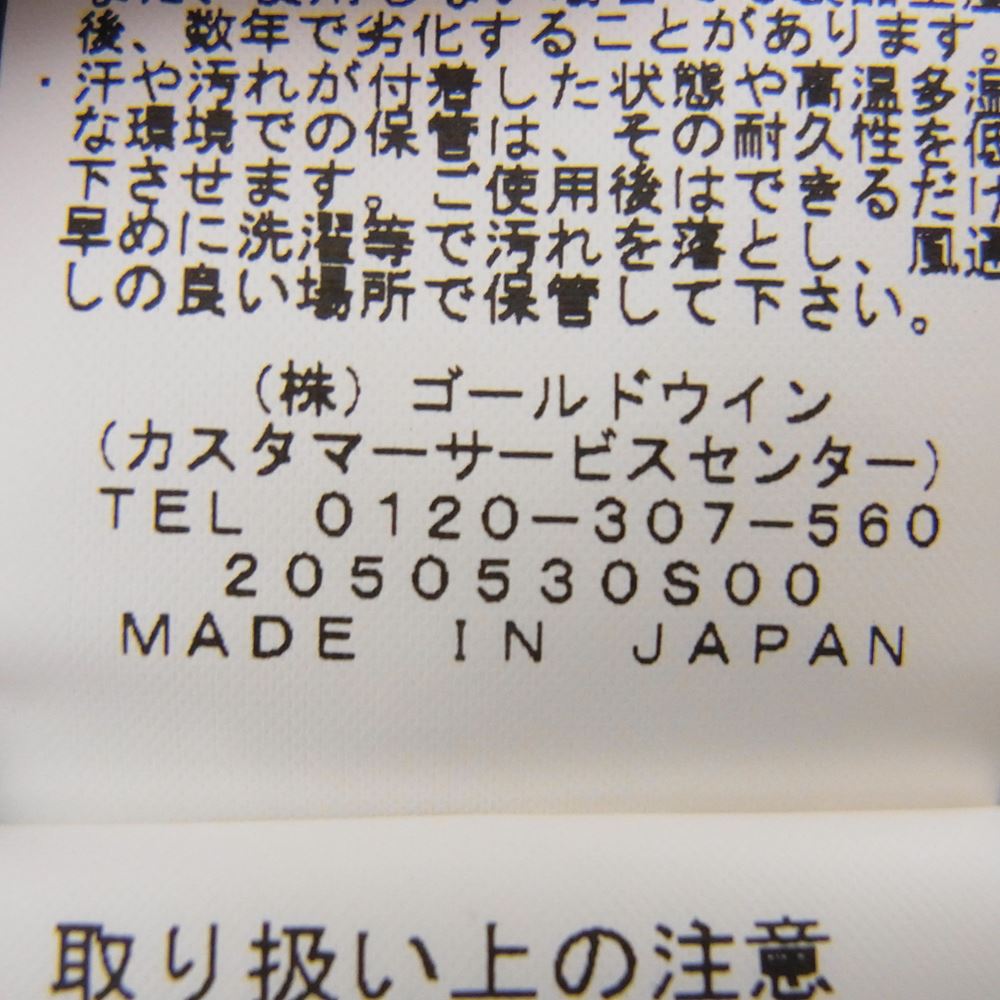 後、数年で劣化することがあります。
・汗や汚れが付着した状態や高温多湿
な環境での保管は、その耐久性を低
下させます。ご使用後はできるだけ
早めに洗濯等で汚れを落とし、風通
しの良い場所で保管して下さい。
(株)ゴールドウイン
(カスタマーサービスセンター)
TEL 0120-307-560
2050530S00
MADE IN JAPAN
取り扱い上の注意